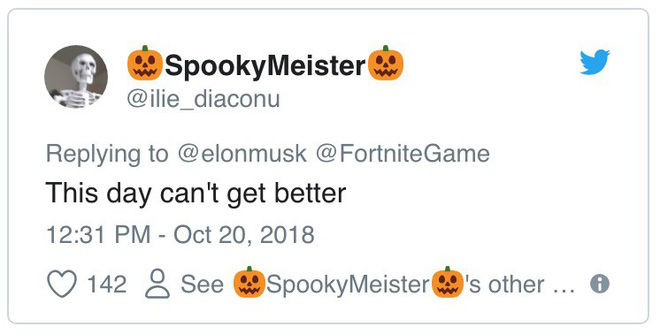 🎃SpookyMeister🎃
@ilie_diaconu
Replying to @elonmusk @FortniteGame
This day can't get better
12:31 PM - Oct 20, 2018
142 See 🎃SpookyMeister🎃's other ...